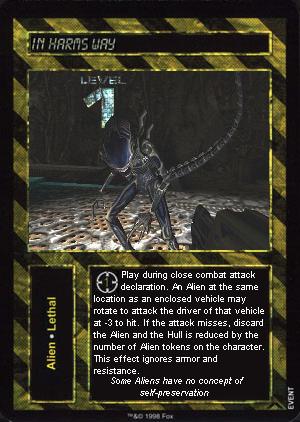 IN HARMS WAY
LEVEL
1
Alien • Lethal
Play during close combat attack
declaration. An Alien at the same
location as an enclosed vehicle may
rotate to attack the driver of that vehicle
at -3 to hit. If the attack misses, discard
the Alien and the Hull is reduced by the
number of Alien tokens on the character.
This effect ignores armor and
resistance.
Some Aliens have no concept of
self-preservation
EVENT
™&© 1998 Fox